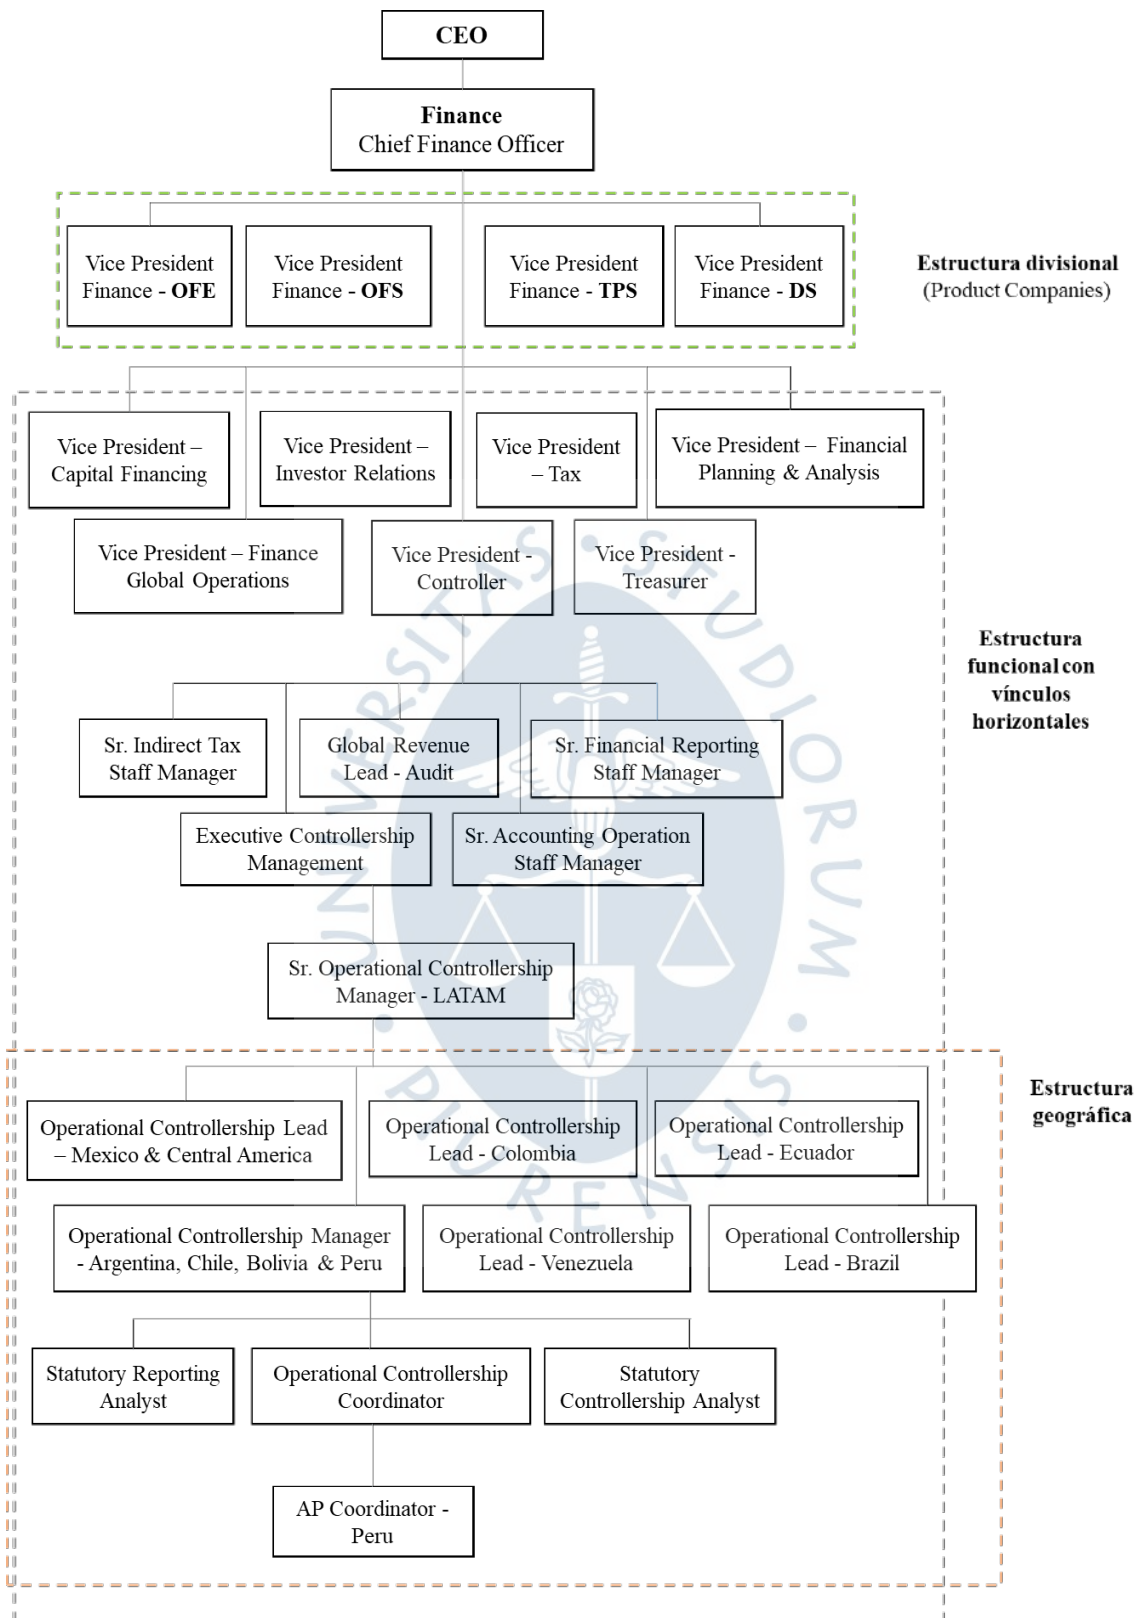 CEO
Finance
Chief Finance Officer
Vice President
Finance - OFE
Vice President
Finance - OFS
Vice President
Finance - TPS
Vice President
Finance - DS
Estructura divisional
(Product Companies)
Vice President –
Capital Financing
Vice President –
Investor Relations
Vice President
– Tax
Vice President – Financial
Planning & Analysis
Vice President – Finance
Global Operations
Vice President -
Controller
Vice President -
Treasurer
Estructura
funcional con
vínculos
horizontales
Sr. Indirect Tax
Staff Manager
Global Revenue
Lead - Audit
Sr. Financial Reporting
Staff Manager
Executive Controllership
Management
Sr. Accounting Operation
Staff Manager
Sr. Operational Controllership
Manager - LATAM
Estructura
geográfica
Operational Controllership Lead
– Mexico & Central America
Operational Controllership
Lead - Colombia
Operational Controllership
Lead - Ecuador
Operational Controllership Manager
- Argentina, Chile, Bolivia & Peru
Operational Controllership
Lead - Venezuela
Operational Controllership
Lead - Brazil
Statutory Reporting
Analyst
Operational Controllership
Coordinator
Statutory
Controllership Analyst
AP Coordinator -
Peru
UNIVERSITAS • STUDIORUM • PIURENSIS •